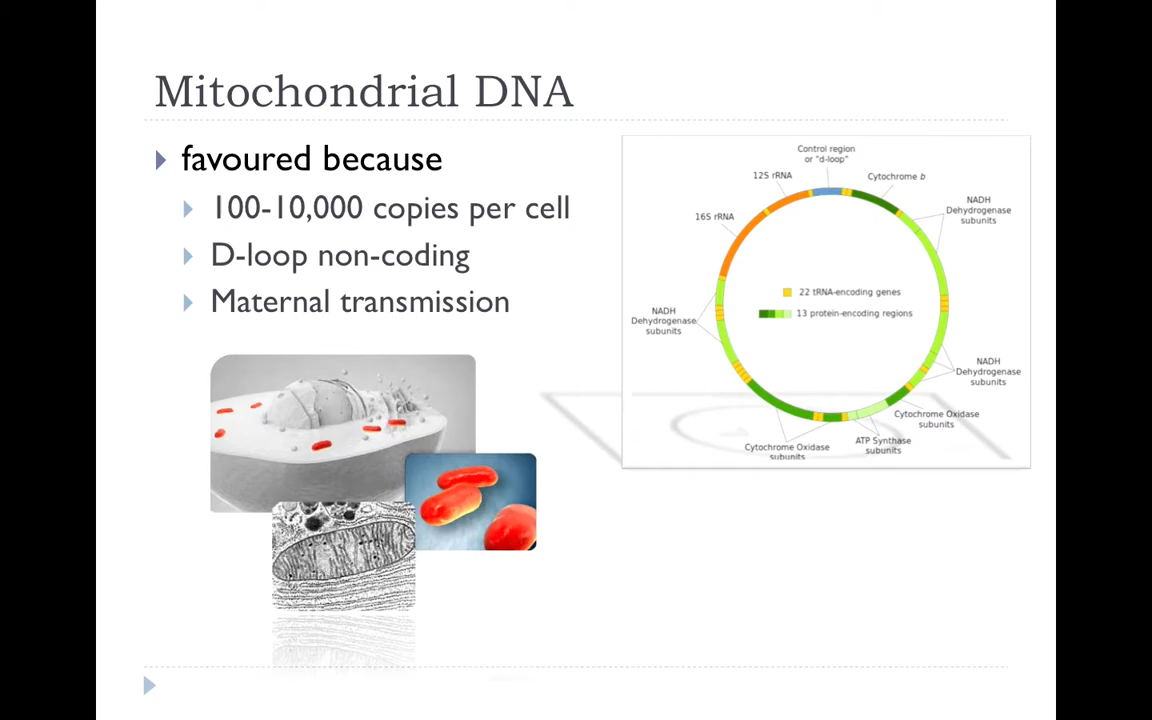 Mitochondrial DNA
favoured because
100-10,000 copies per cell
D-loop non-coding
Maternal transmission
Control region
or "d-loop"
12S rRNA
Cytochrome b
16S rRNA
NADH
Dehydrogenase
subunits
22 tRNA-encoding genes
13 protein-encoding regions
NADH
Dehydrogenase
subunits
NADH
Dehydrogenase
subunits
Cytochrome Oxidase
subunits
ATP Synthase
subunits
Cytochrome Oxidase
subunits